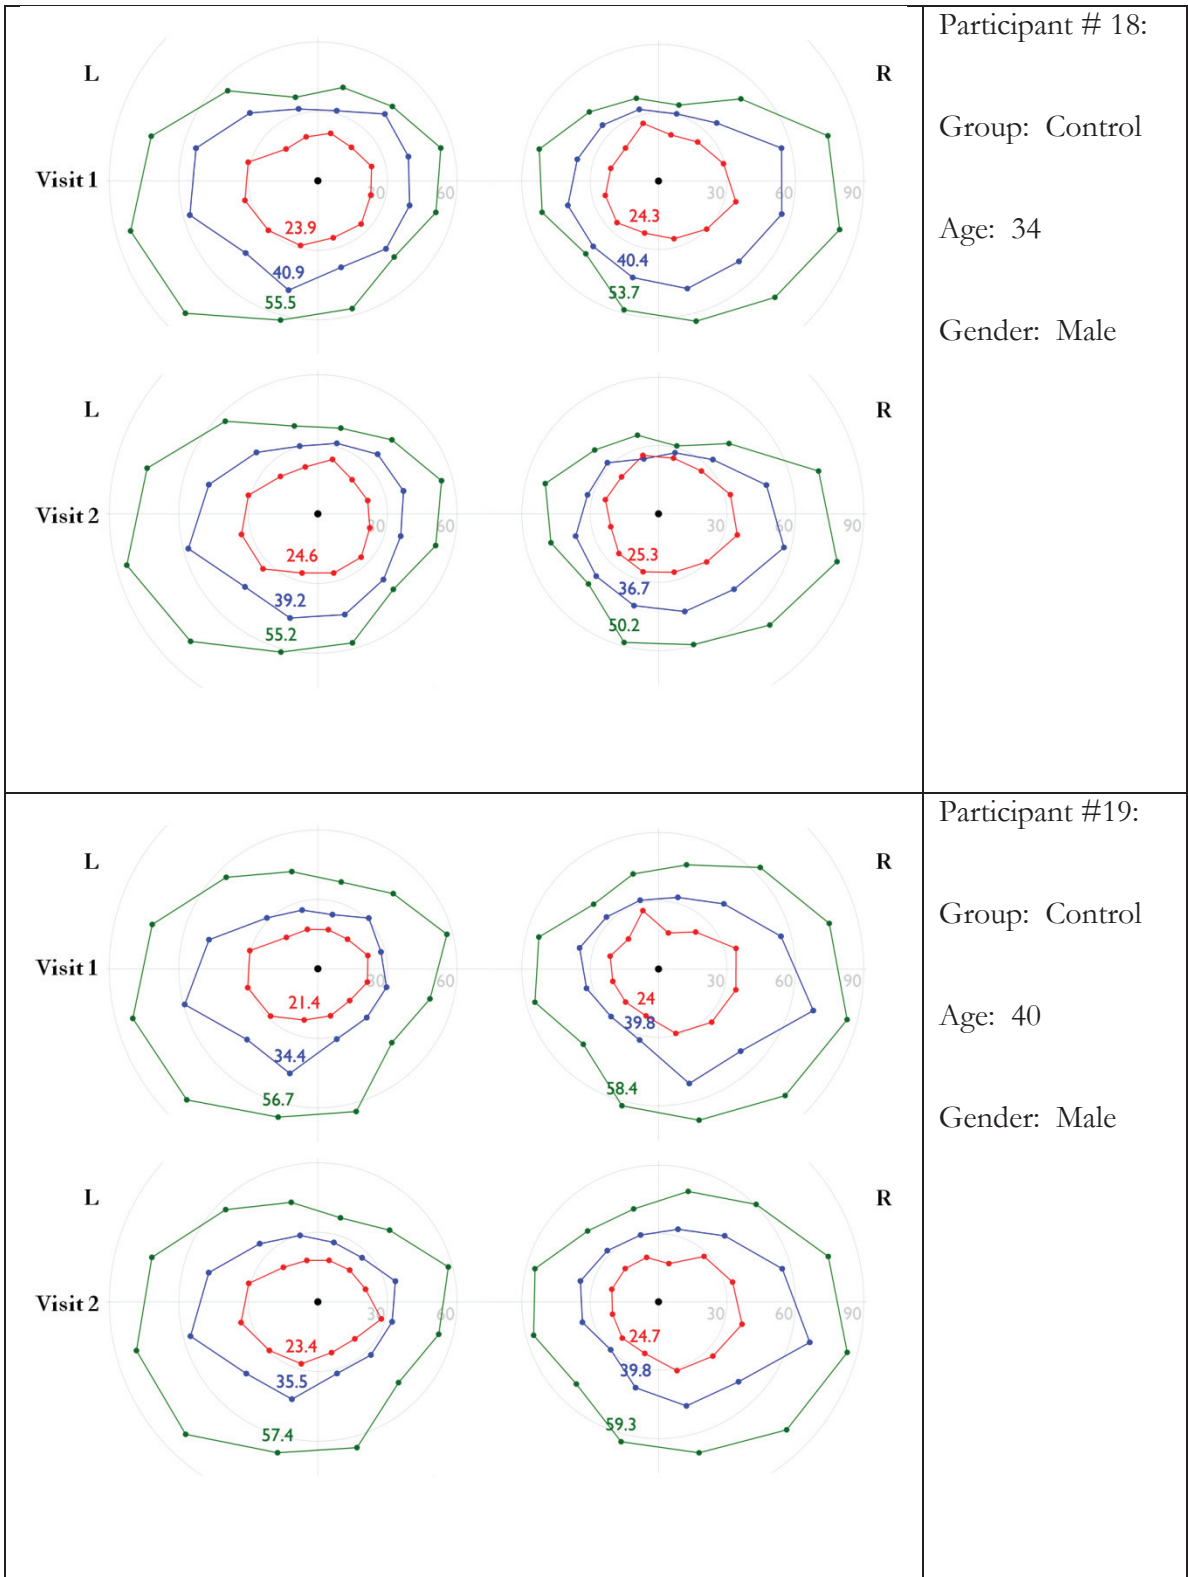 Participant # 18:
Group: Control
Age: 34
Gender: Male
L
R
Visit 1
30
60
23.9
40.9
55.5
30
60
90
24.3
40.4
53.7
L
R
Visit 2
30
60
24.6
39.2
55.2
30
60
90
25.3
36.7
50.2
Participant #19:
Group: Control
Age: 40
Gender: Male
L
R
Visit 1
30
60
21.4
34.4
56.7
30
60
90
24
39.8
58.4
L
R
Visit 2
30
60
23.4
35.5
57.4
30
60
90
24.7
39.8
59.3